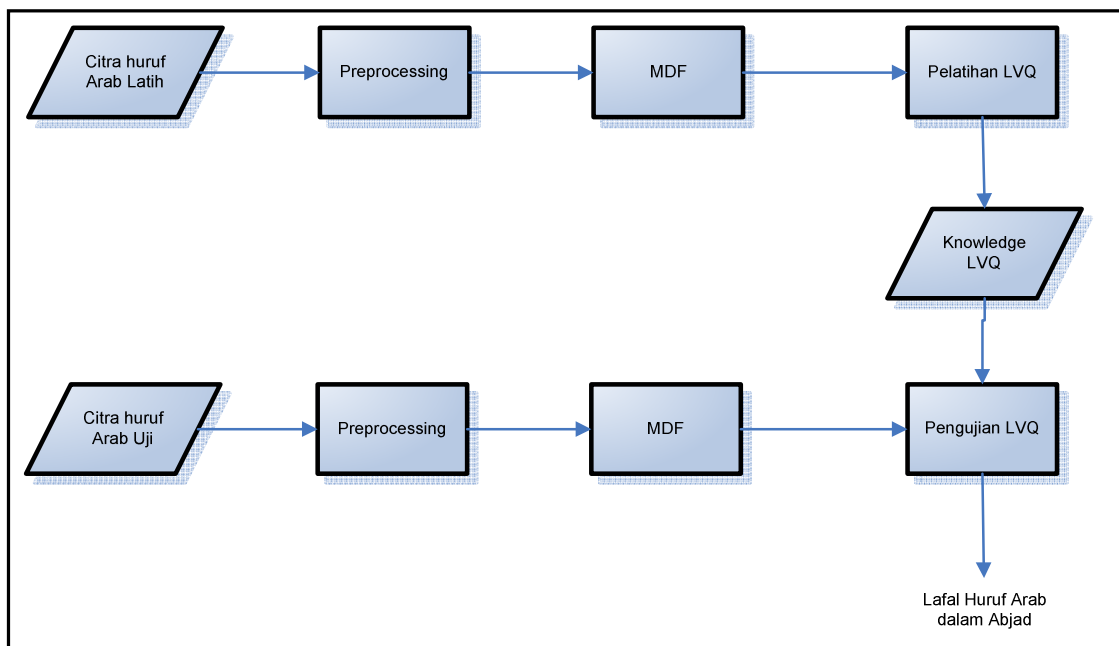 Citra huruf
Arab Latih
Preprocessing
MDF
Pelatihan LVQ
Knowledge
LVQ
Citra huruf
Arab Uji
Preprocessing
MDF
Pengujian LVQ
Lafal Huruf Arab
dalam Abjad